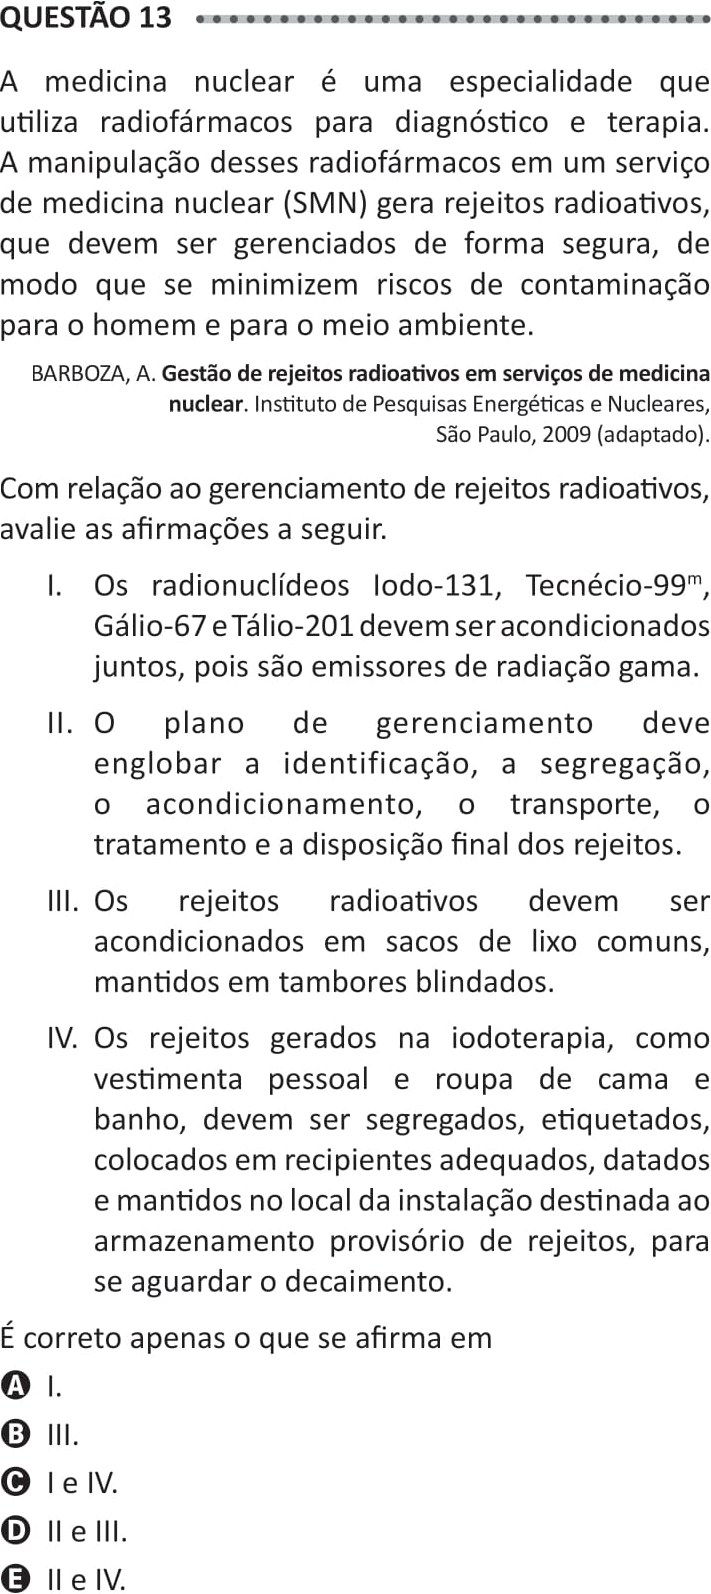 QUESTÃO 13
A medicina nuclear é uma especialidade que
utiliza radiofármacos para diagnóstico e terapia.
A manipulação desses radiofármacos em um serviço
de medicina nuclear (SMN) gera rejeitos radioativos,
que devem ser gerenciados de forma segura, de
modo que se minimizem riscos de contaminação
para o homem e para o meio ambiente.
BARBOZA, A. Gestão de rejeitos radioativos em serviços de medicina
nuclear. Instituto de Pesquisas Energéticas e Nucleares,
São Paulo, 2009 (adaptado).
Com relação ao gerenciamento de rejeitos radioativos,
avalie as afirmações a seguir.
I. Os radionuclídeos Iodo-131, Tecnécio-99ᵐ,
Gálio-67 e Tálio-201 devem ser acondicionados
juntos, pois são emissores de radiação gama.
II. O plano de gerenciamento deve
englobar a identificação, a segregação,
o acondicionamento, o transporte, o
tratamento e a disposição final dos rejeitos.
III. Os rejeitos radioativos devem ser
acondicionados em sacos de lixo comuns,
mantidos em tambores blindados.
IV. Os rejeitos gerados na iodoterapia, como
vestimenta pessoal e roupa de cama e
banho, devem ser segregados, etiquetados,
colocados em recipientes adequados, datados
e mantidos no local da instalação destinada ao
armazenamento provisório de rejeitos, para
se aguardar o decaimento.
É correto apenas o que se afirma em
A I.
B III.
C I e IV.
D II e III.
E II e IV.